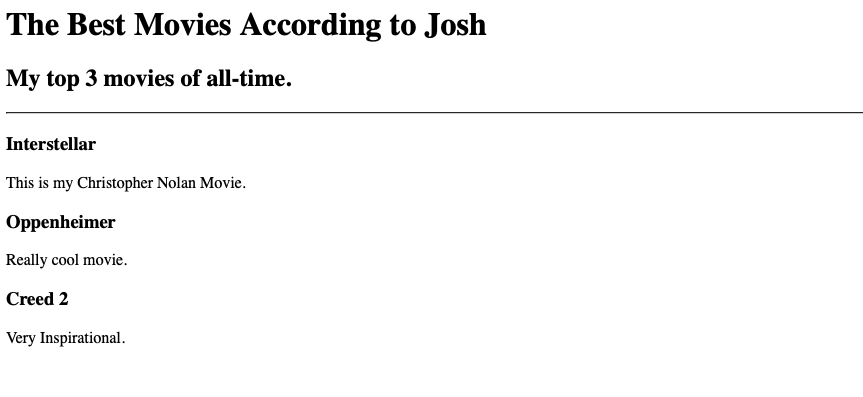 The Best Movies According to Josh
My top 3 movies of all-time.
Interstellar
This is my Christopher Nolan Movie.
Oppenheimer
Really cool movie.
Creed 2
Very Inspirational.